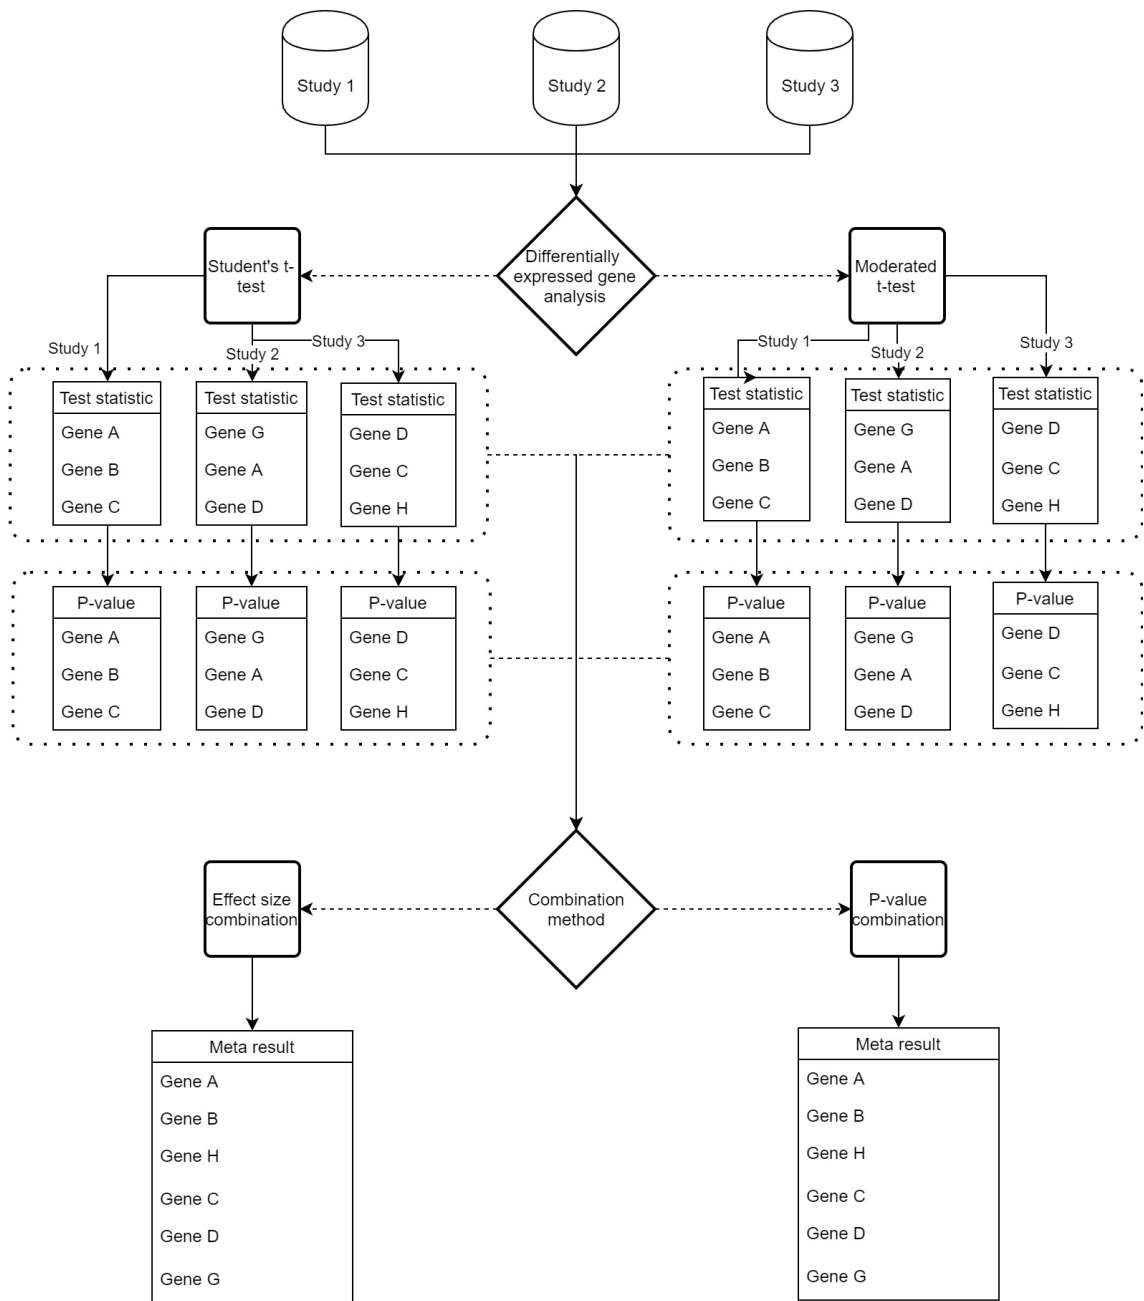 Study 1
Study 2
Study 3
Differentially
expressed gene
analysis
Student's t-
test
Moderated
t-test
Study 1
Study 2
Study 3
Study 1
Study 2
Study 3
Test statistic
Gene A
Gene B
Gene C
Test statistic
Gene G
Gene A
Gene D
Test statistic
Gene D
Gene C
Gene H
Test statistic
Gene A
Gene B
Gene C
Test statistic
Gene G
Gene A
Gene D
Test statistic
Gene D
Gene C
Gene H
P-value
Gene A
Gene B
Gene C
P-value
Gene G
Gene A
Gene D
P-value
Gene D
Gene C
Gene H
P-value
Gene A
Gene B
Gene C
P-value
Gene G
Gene A
Gene D
P-value
Gene D
Gene C
Gene H
Effect size
combination
Combination
method
P-value
combination
Meta result
Gene A
Gene B
Gene H
Gene C
Gene D
Gene G
Meta result
Gene A
Gene B
Gene H
Gene C
Gene D
Gene G